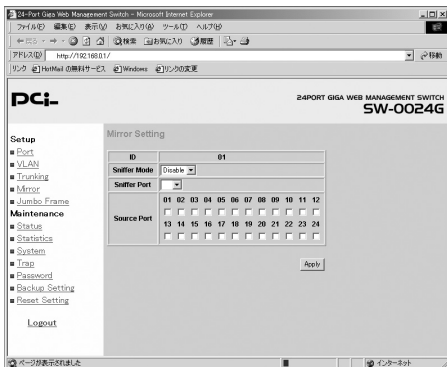 24-Port Giga Web Management Switch - Microsoft Internet Explorer
ファイル(F) 編集(E) 表示(V) お気に入り(A) ツール(T) ヘルプ(H)
戻る 検索 お気に入り 履歴
アドレス(D) http://192.168.0.1/ 移動
リンク HotMail の無料サービス Windows リンクの変更
PCi
24PORT GIGA WEB MANAGEMENT SWITCH
SW-0024G
Setup
Port
VLAN
Trunking
Mirror
Jumbo Frame
Maintenance
Status
Statistics
System
Trap
Password
Backup Setting
Reset Setting
Logout
Mirror Setting
ID 01
Sniffer Mode Disable
Sniffer Port
Source Port
01 02 03 04 05 06 07 08 09 10 11 12
13 14 15 16 17 18 19 20 21 22 23 24
Apply
ページが表示されました インターネット